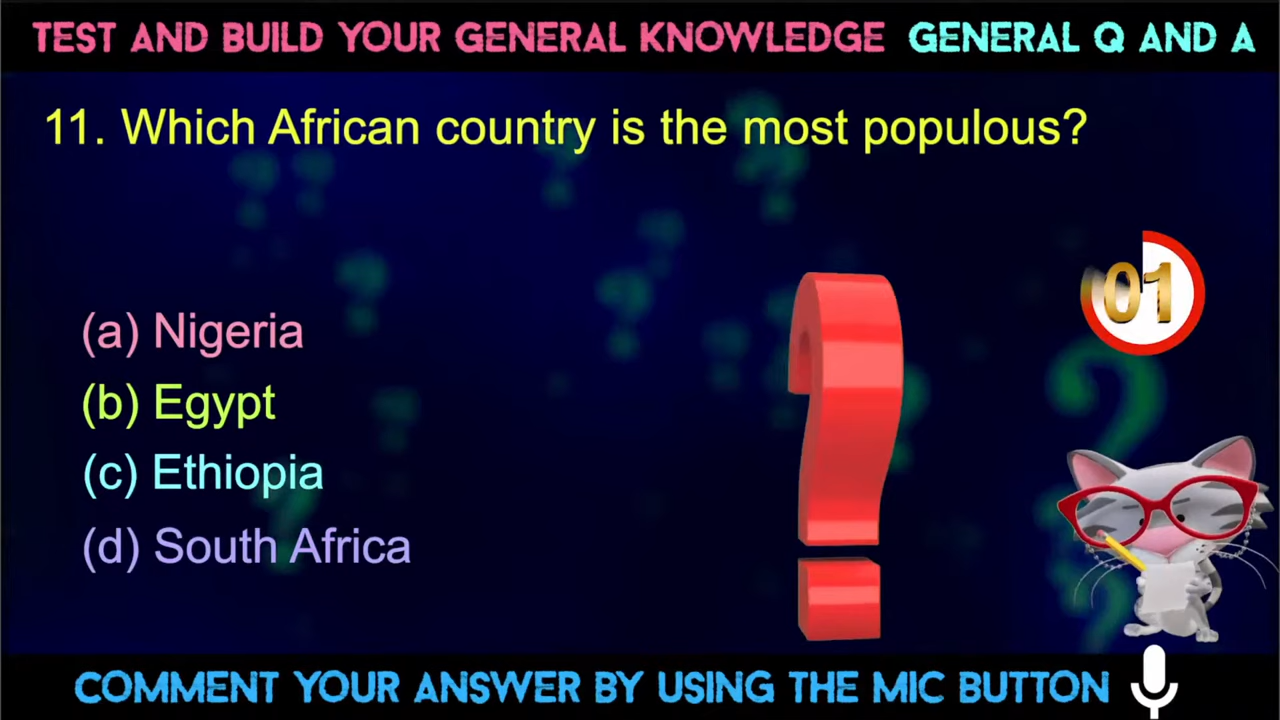 TEST AND BUILD YOUR GENERAL KNOWLEDGE GENERAL Q AND A
11. Which African country is the most populous?
01
(a) Nigeria
(b) Egypt
(c) Ethiopia
(d) South Africa
COMMENT YOUR ANSWER BY USING THE MIC BUTTON